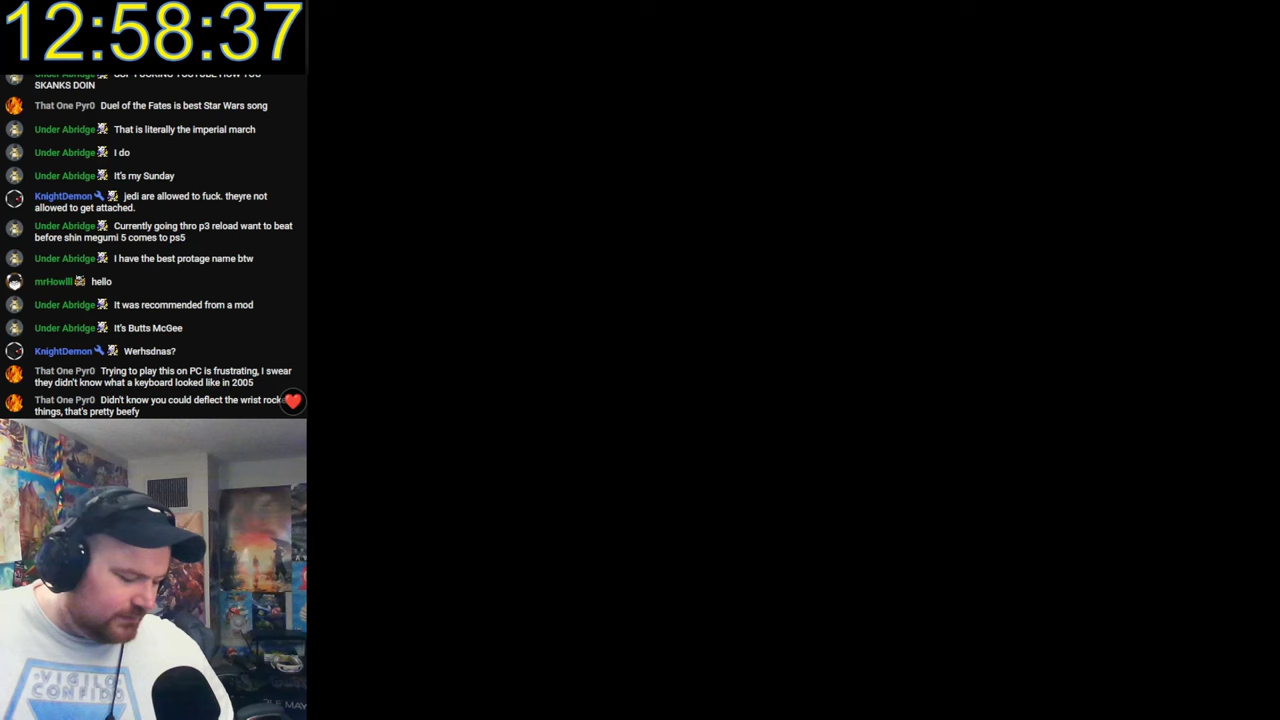 12:58:37
SKANKS DOIN
That One Pyr0 Duel of the Fates is best Star Wars song
Under Abridge That is literally the imperial march
Under Abridge I do
Under Abridge It's my Sunday
KnightDemon jedi are allowed to fuck. theyre not
allowed to get attached.
Under Abridge Currently going thro p3 reload want to beat
before shin megumi 5 comes to ps5
Under Abridge I have the best protage name btw
mrHowlll hello
Under Abridge It was recommended from a mod
Under Abridge It's Butts McGee
KnightDemon Werhsdnas?
That One Pyr0 Trying to play this on PC is frustrating, I swear
they didn't know what a keyboard looked like in 2005
That One Pyr0 Didn't know you could deflect the wrist
things, that's pretty beefy
VIGILO
CONFIDO